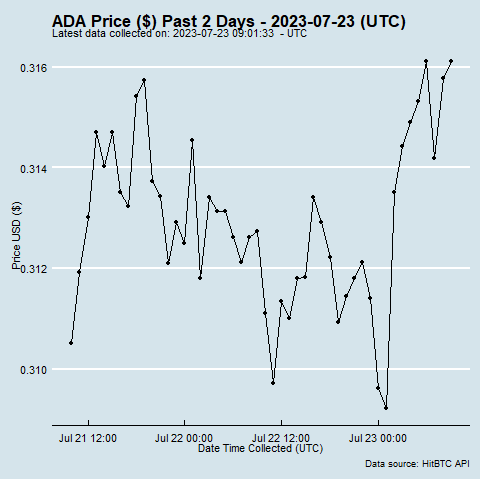 ADA Price ($) Past 2 Days - 2023-07-23 (UTC)
Latest data collected on: 2023-07-23 09:01:33 - UTC
0.316
0.314
0.312
0.310
Price USD ($)
Jul 21 12:00
Jul 22 00:00
Jul 22 12:00
Jul 23 00:00
Date Time Collected (UTC)
Data source: HitBTC API